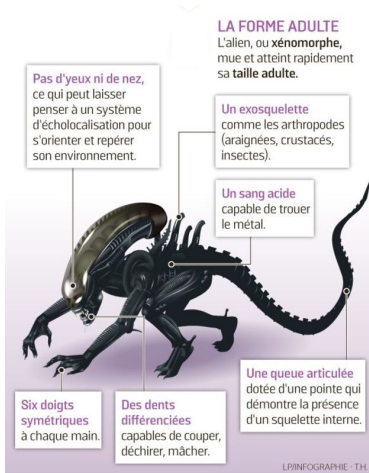 LA FORME ADULTE
L'alien, ou xénomorphe,
mue et atteint rapidement
sa taille adulte.
Pas d'yeux ni de nez,
ce qui peut laisser
penser à un système
d'écholocalisation pour
s'orienter et repérer
son environnement.
Un exosquelette
comme les arthropodes
(araignées, crustacés,
insectes).
Un sang acide
capable de trouer
le métal.
Six doigts
symétriques
à chaque main.
Des dents
différenciées
capables de couper,
déchirer, mâcher.
Une queue articulée
dotée d'une pointe qui
démontre la présence
d'un squelette interne.
LP/INFOGRAPHIE - T.H.